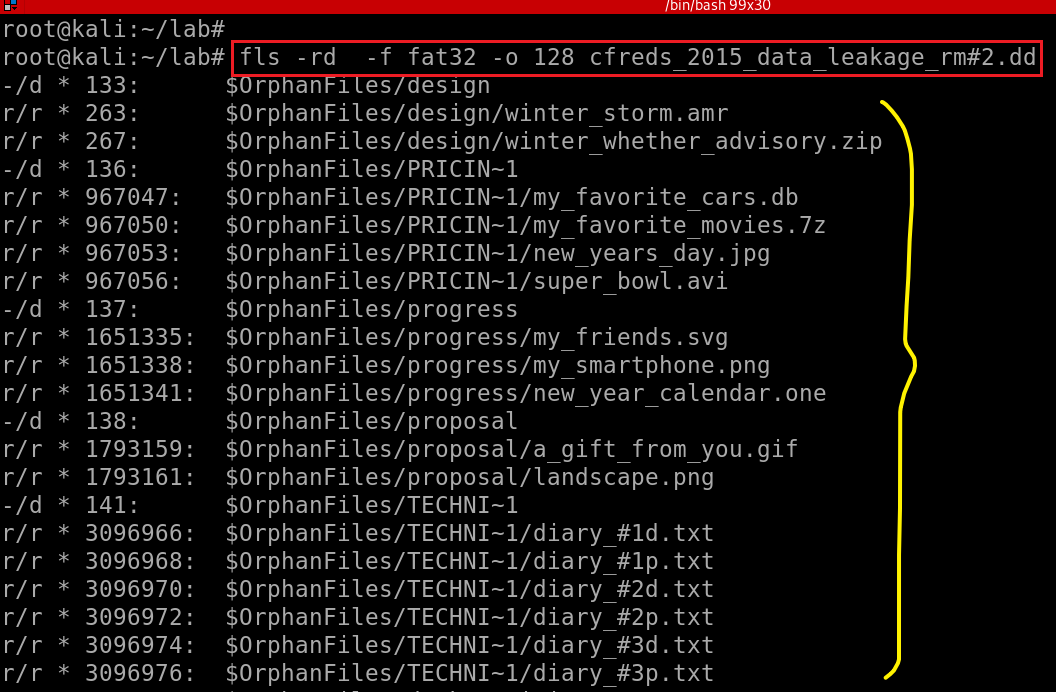 /bin/bash 99x30
root@kali:~/lab#
root@kali:~/lab# fls -rd  -f fat32 -o 128 cfreds_2015_data_leakage_rm#2.dd
-/d * 133:      $OrphanFiles/design
r/r * 263:      $OrphanFiles/design/winter_storm.amr
r/r * 267:      $OrphanFiles/design/winter_whether_advisory.zip
-/d * 136:      $OrphanFiles/PRICIN~1
r/r * 967047:   $OrphanFiles/PRICIN~1/my_favorite_cars.db
r/r * 967050:   $OrphanFiles/PRICIN~1/my_favorite_movies.7z
r/r * 967053:   $OrphanFiles/PRICIN~1/new_years_day.jpg
r/r * 967056:   $OrphanFiles/PRICIN~1/super_bowl.avi
-/d * 137:      $OrphanFiles/progress
r/r * 1651335:  $OrphanFiles/progress/my_friends.svg
r/r * 1651338:  $OrphanFiles/progress/my_smartphone.png
r/r * 1651341:  $OrphanFiles/progress/new_year_calendar.one
-/d * 138:      $OrphanFiles/proposal
r/r * 1793159:  $OrphanFiles/proposal/a_gift_from_you.gif
r/r * 1793161:  $OrphanFiles/proposal/landscape.png
-/d * 141:      $OrphanFiles/TECHNI~1
r/r * 3096966:  $OrphanFiles/TECHNI~1/diary_#1d.txt
r/r * 3096968:  $OrphanFiles/TECHNI~1/diary_#1p.txt
r/r * 3096970:  $OrphanFiles/TECHNI~1/diary_#2d.txt
r/r * 3096972:  $OrphanFiles/TECHNI~1/diary_#2p.txt
r/r * 3096974:  $OrphanFiles/TECHNI~1/diary_#3d.txt
r/r * 3096976:  $OrphanFiles/TECHNI~1/diary_#3p.txt